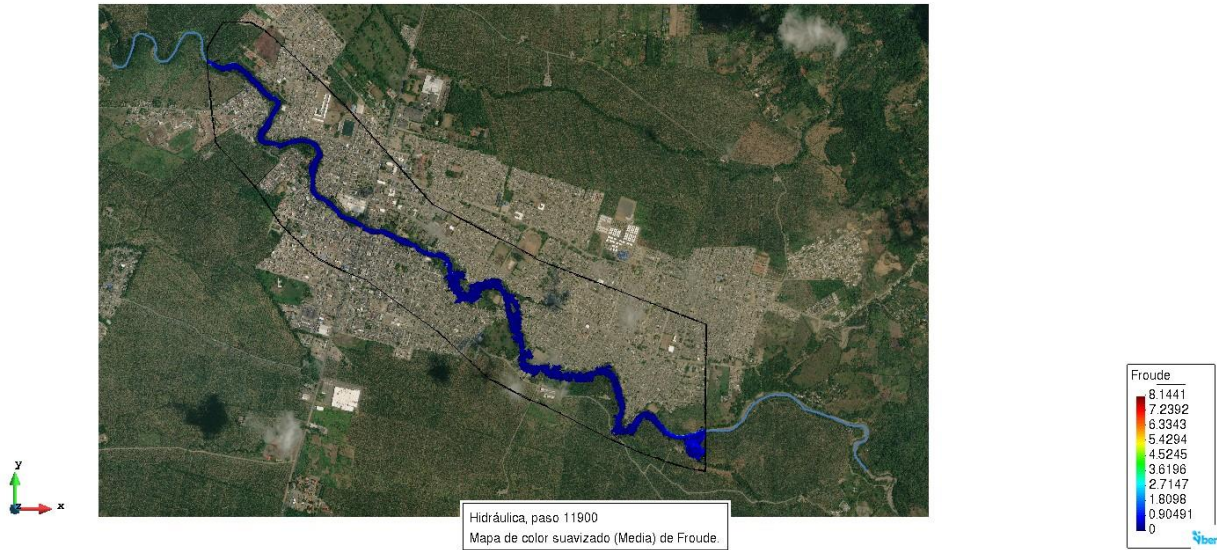 Froude
8.1441
7.2392
6.3343
5.4294
4.5245
3.6196
2.7147
1.8098
0.90491
0
y
z
x
Hidráulica, paso 11900
Mapa de color suavizado (Media) de Froude.
iber